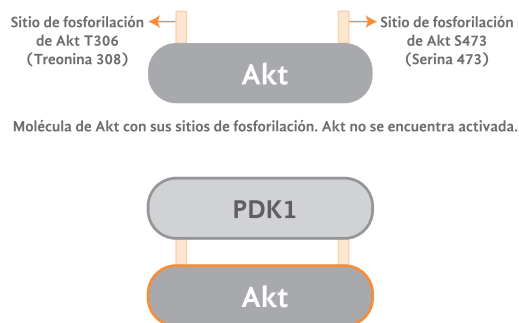 Sitio de fosforilación
de Akt T306
(Treonina 308)
Sitio de fosforilación
de Akt S473
(Serina 473)
Akt
Molécula de Akt con sus sitios de fosforilación. Akt no se encuentra activada.
PDK1
Akt